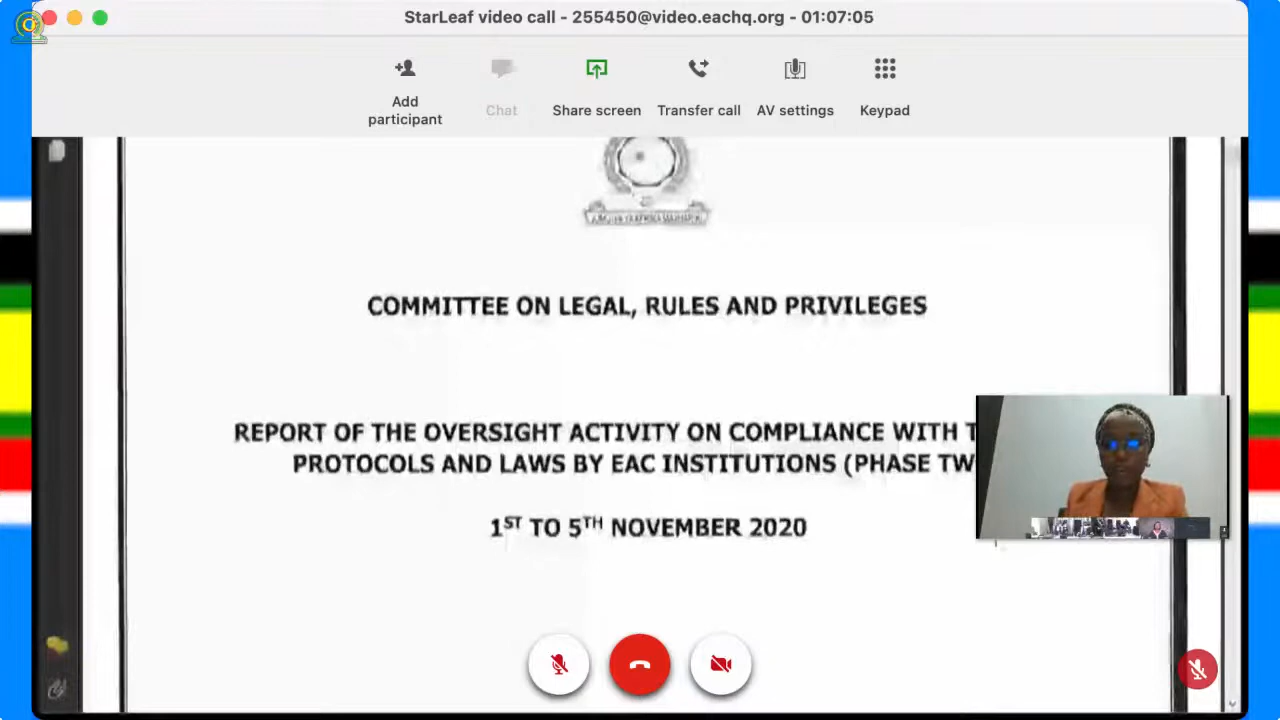 StarLeaf video call - 255450@video.eachq.org - 01:07:05
Add participant
Chat
Share screen
Transfer call
AV settings
Keypad
COMMITTEE ON LEGAL, RULES AND PRIVILEGES
REPORT OF THE OVERSIGHT ACTIVITY ON COMPLIANCE WITH
PROTOCOLS AND LAWS BY EAC INSTITUTIONS (PHASE
1ST TO 5TH NOVEMBER 2020